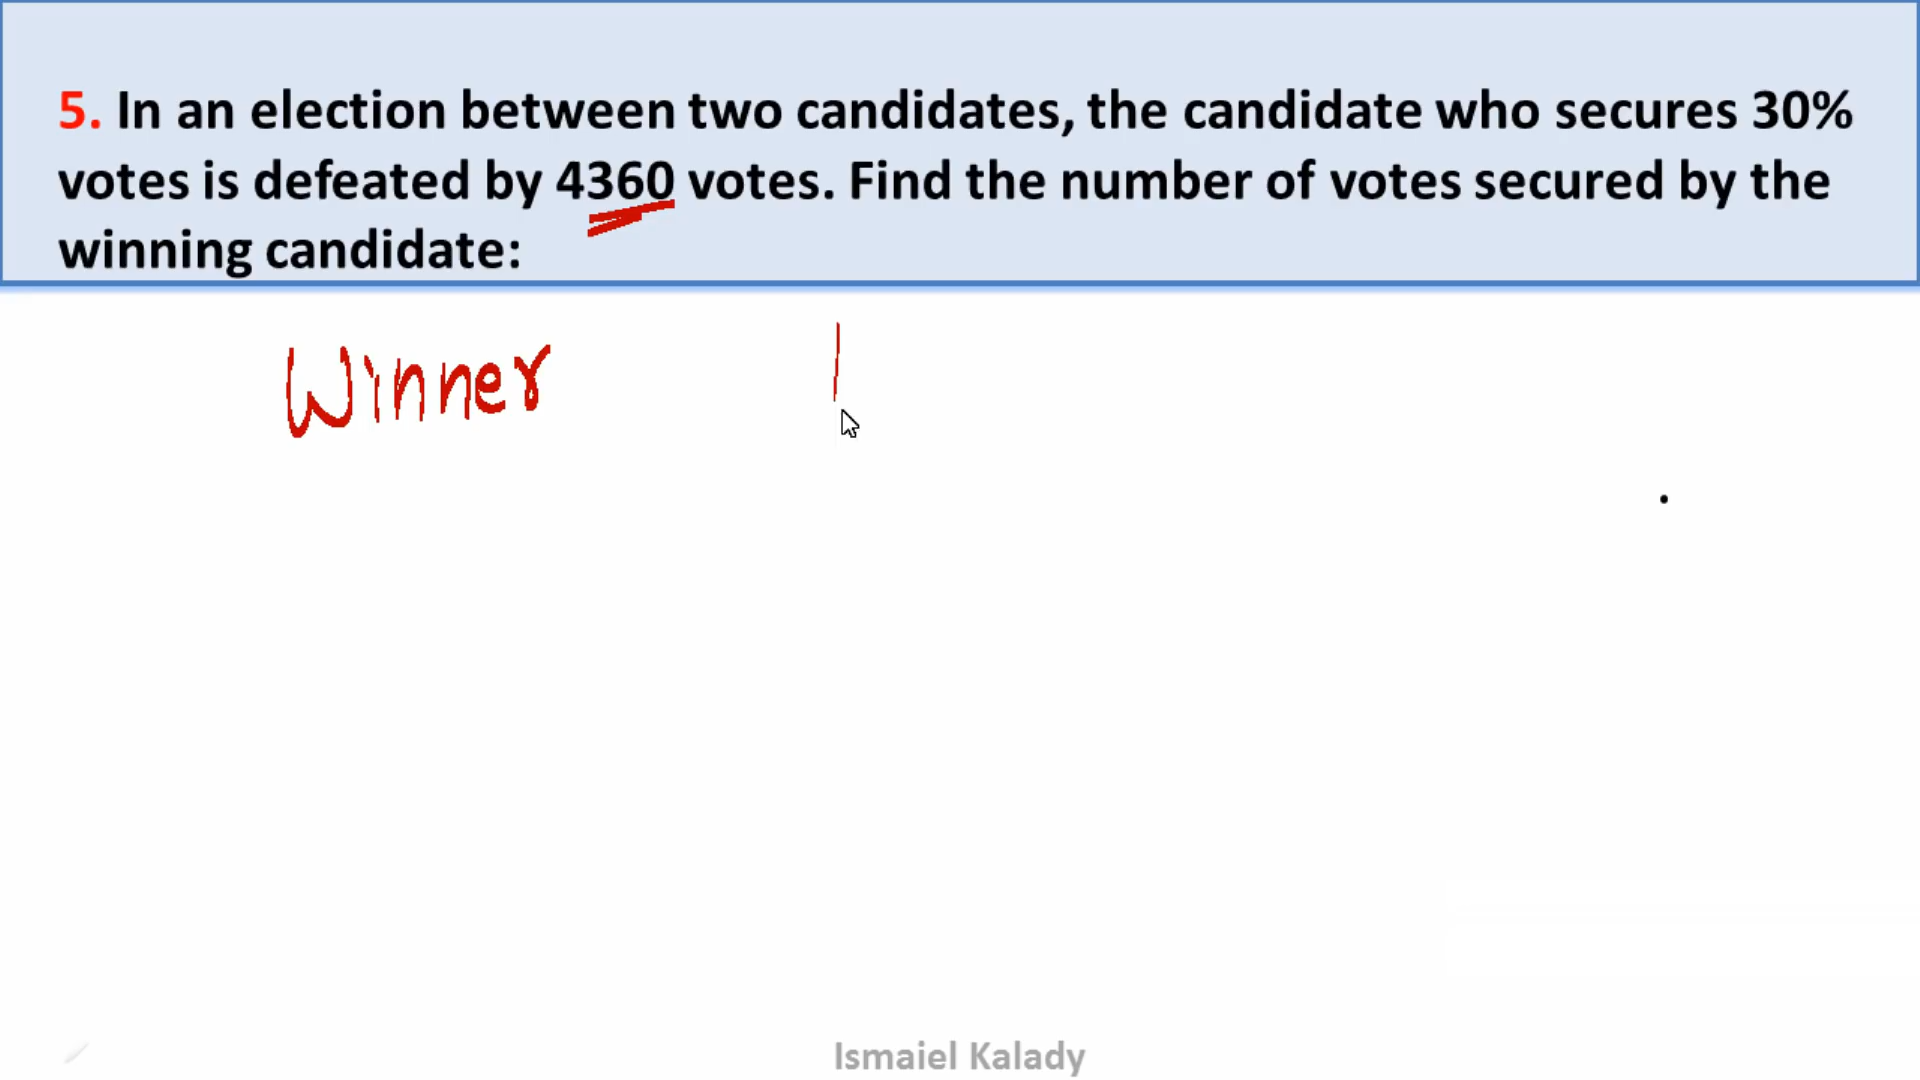 5. In an election between two candidates, the candidate who secures 30%
votes is defeated by 4360 votes. Find the number of votes secured by the
winning candidate:
Winner
Ismaiel Kalady